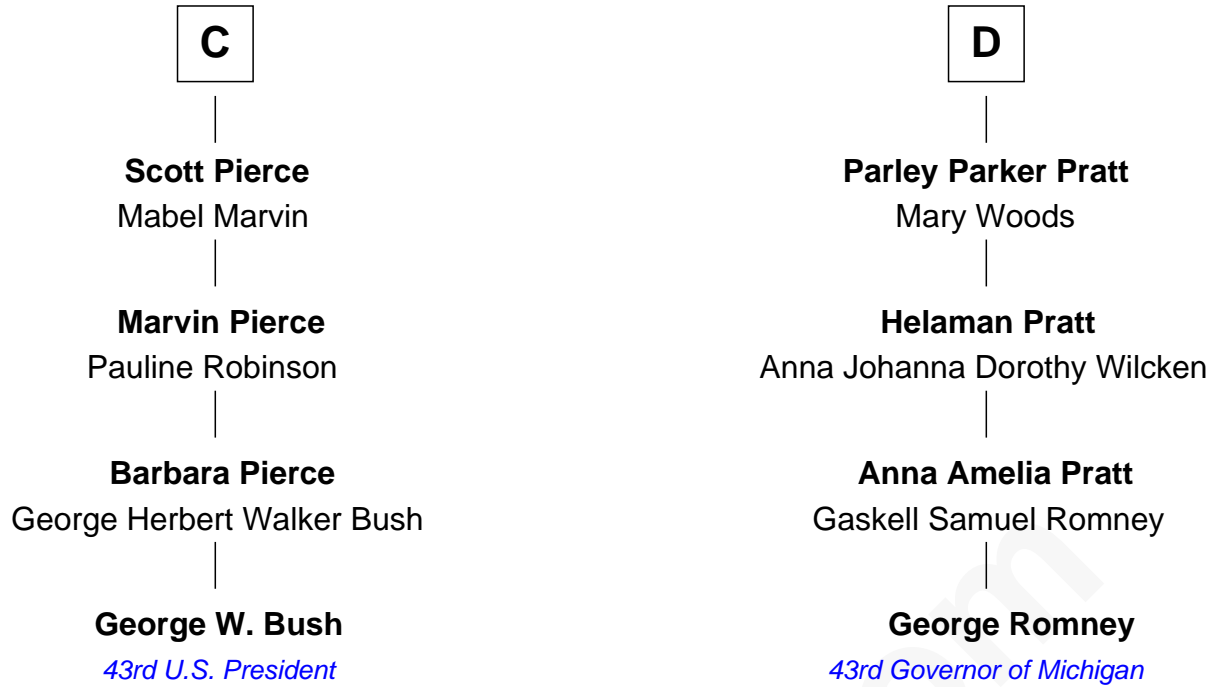 C
Scott Pierce
Mabel Marvin
Marvin Pierce
Pauline Robinson
Barbara Pierce
George Herbert Walker Bush
George W. Bush
43rd U.S. President
D
Parley Parker Pratt
Mary Woods
Helaman Pratt
Anna Johanna Dorothy Wilcken
Anna Amelia Pratt
Gaskell Samuel Romney
George Romney
43rd Governor of Michigan